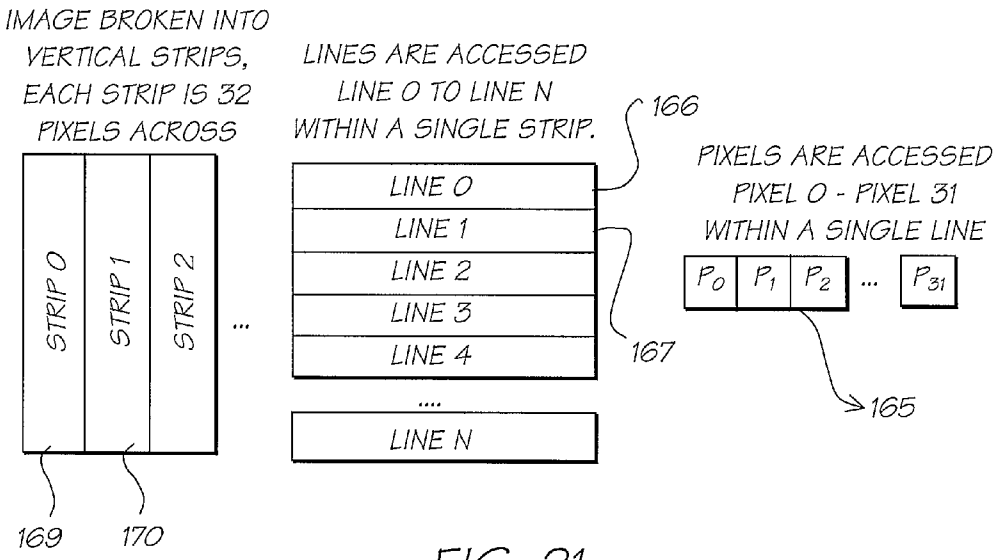 IMAGE BROKEN INTO
VERTICAL STRIPS,
EACH STRIP IS 32
PIXELS ACROSS
STRIP 0
STRIP 1
STRIP 2
...
169
170
LINES ARE ACCESSED
LINE 0 TO LINE N
WITHIN A SINGLE STRIP.
LINE 0
LINE 1
LINE 2
LINE 3
LINE 4
....
LINE N
166
167
PIXELS ARE ACCESSED
PIXEL 0 - PIXEL 31
WITHIN A SINGLE LINE
P0 P1 P2 ... P31
165
FIG. 21